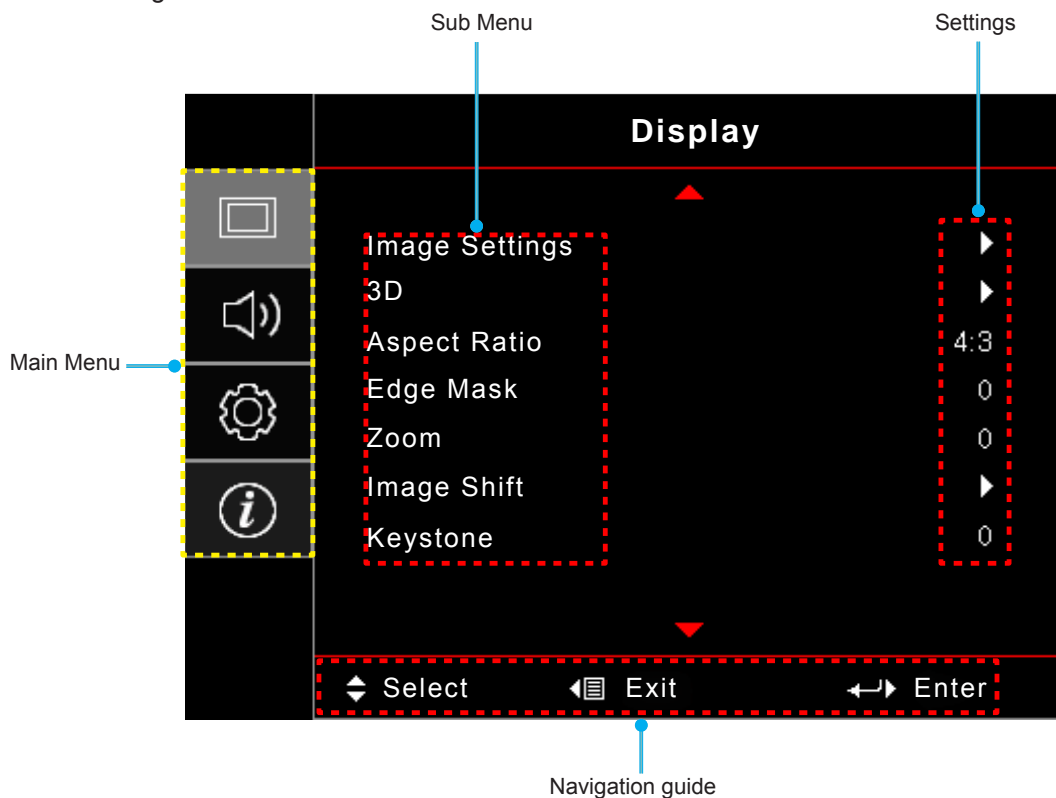 Sub Menu
Settings
Display
Image Settings
3D
Aspect Ratio 4:3
Edge Mask 0
Zoom 0
Image Shift
Keystone 0
Main Menu
Select Exit Enter
Navigation guide